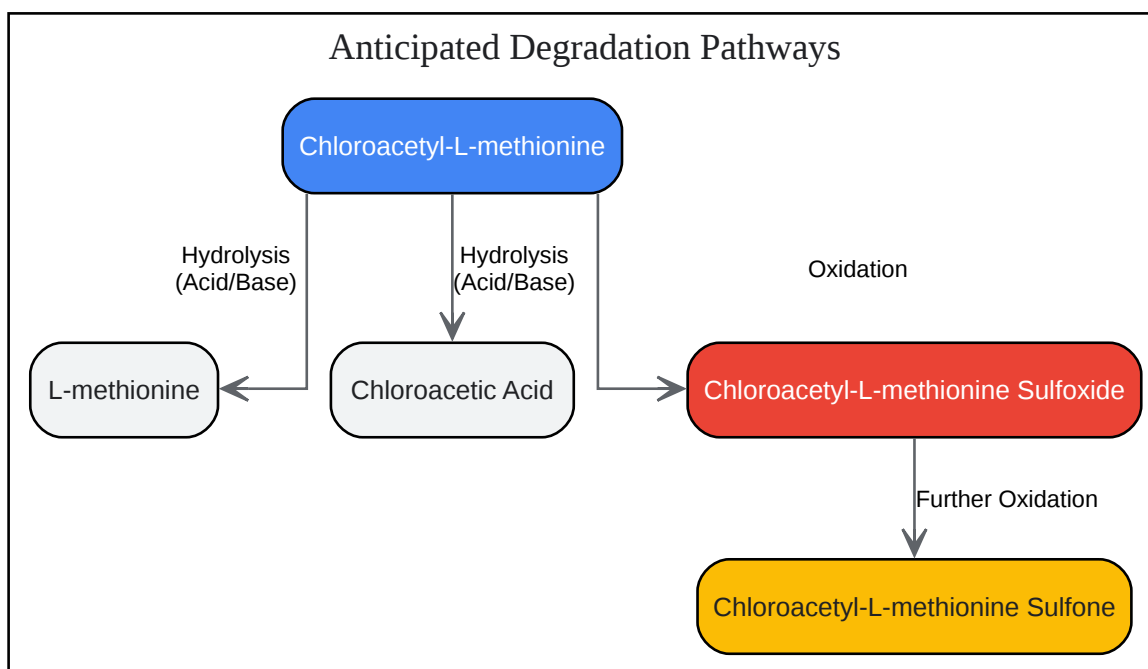 Anticipated Degradation Pathways
Chloroacetyl-L-methionine
Hydrolysis
(Acid/Base)
Hydrolysis
(Acid/Base)
Oxidation
L-methionine
Chloroacetic Acid
Chloroacetyl-L-methionine Sulfoxide
Further Oxidation
Chloroacetyl-L-methionine Sulfone